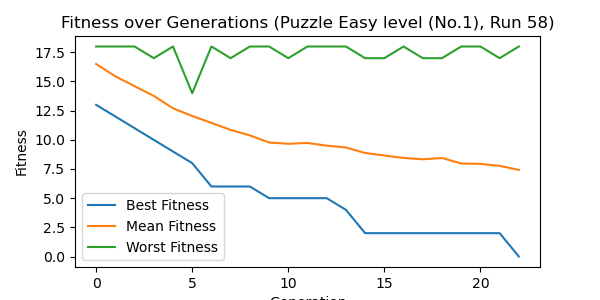 Fitness over Generations (Puzzle Easy level (No.1), Run 58)
17.5
15.0
12.5
10.0
7.5
5.0
2.5
0.0
Fitness
Best Fitness
Mean Fitness
Worst Fitness
0 5 10 15 20
Generation